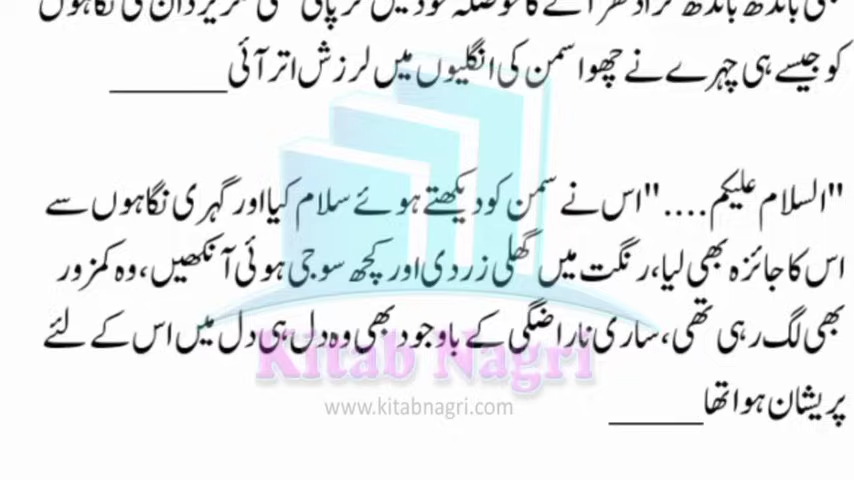 کو جیسے ہی چہرے نے چھوا سمن کی انگلیوں میں لرزش اتر آئی________
"السلام علیکم...." اس نے سمن کو دیکھتے ہوئے سلام کیا اور گہری نگاہوں سے
اس کا جائزہ بھی لیا، رنگت میں گھلی زردی اور کچھ سوجی ہوئی آنکھیں، وہ کمزور
بھی لگ رہی تھی، ساری ناراضگی کے باوجود بھی وہ دل ہی دل میں اس کے لئے
Kitab Nagri
پریشان ہوا تھا________
www.kitabnagri.com